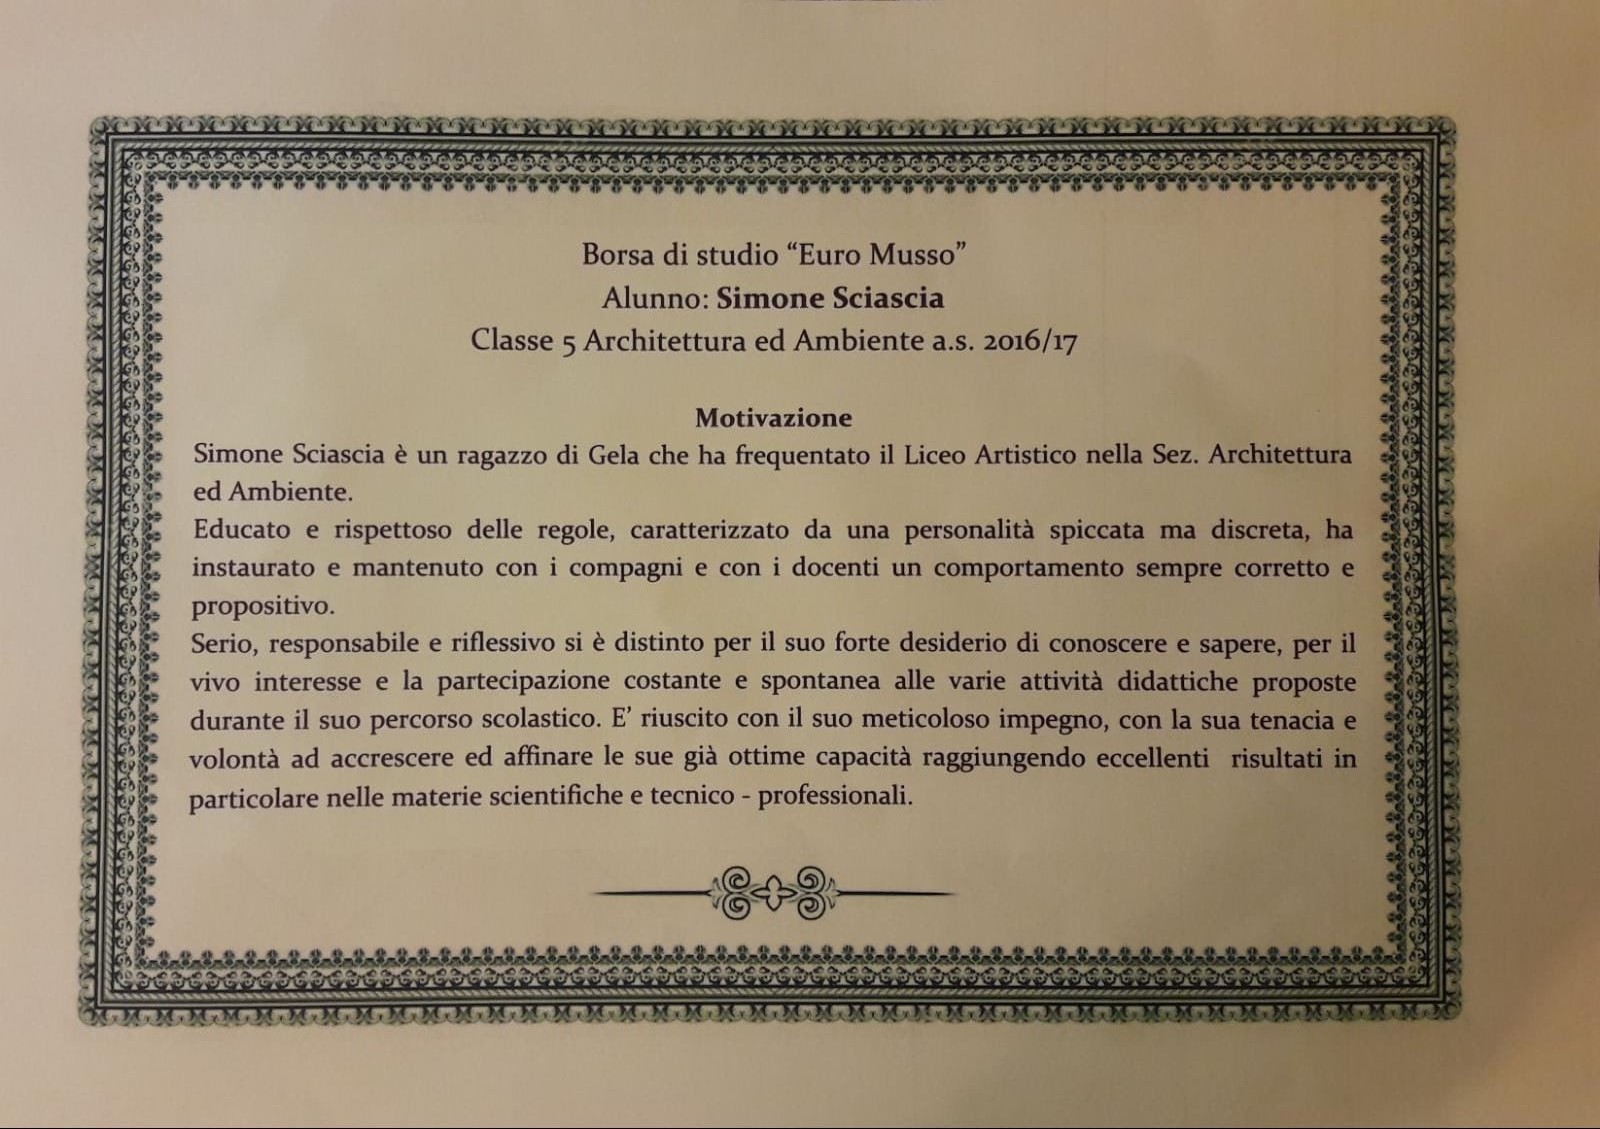 Borsa di studio “Euro Musso”
Alunno: Simone Sciascia
Classe 5 Architettura ed Ambiente a.s. 2016/17
Motivazione
Simone Sciascia è un ragazzo di Gela che ha frequentato il Liceo Artistico nella Sez. Architettura
ed Ambiente.
Educato e rispettoso delle regole, caratterizzato da una personalità spiccata ma discreta, ha
instaurato e mantenuto con i compagni e con i docenti un comportamento sempre corretto e
propositivo.
Serio, responsabile e riflessivo si è distinto per il suo forte desiderio di conoscere e sapere, per il
vivo interesse e la partecipazione costante e spontanea alle varie attività didattiche proposte
durante il suo percorso scolastico. E’ riuscito con il suo meticoloso impegno, con la sua tenacia e
volontà ad accrescere ed affinare le sue già ottime capacità raggiungendo eccellenti  risultati in
particolare nelle materie scientifiche e tecnico - professionali.